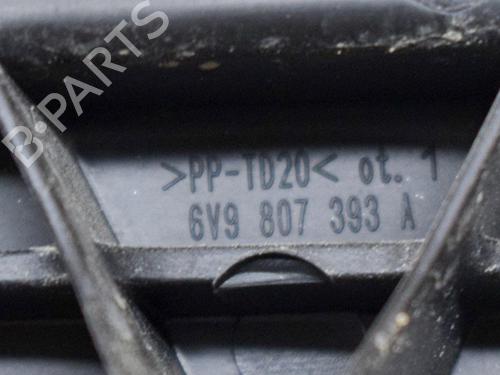 B-PARTS
>PP-TD20< ot. 1
6V9 807 393 A